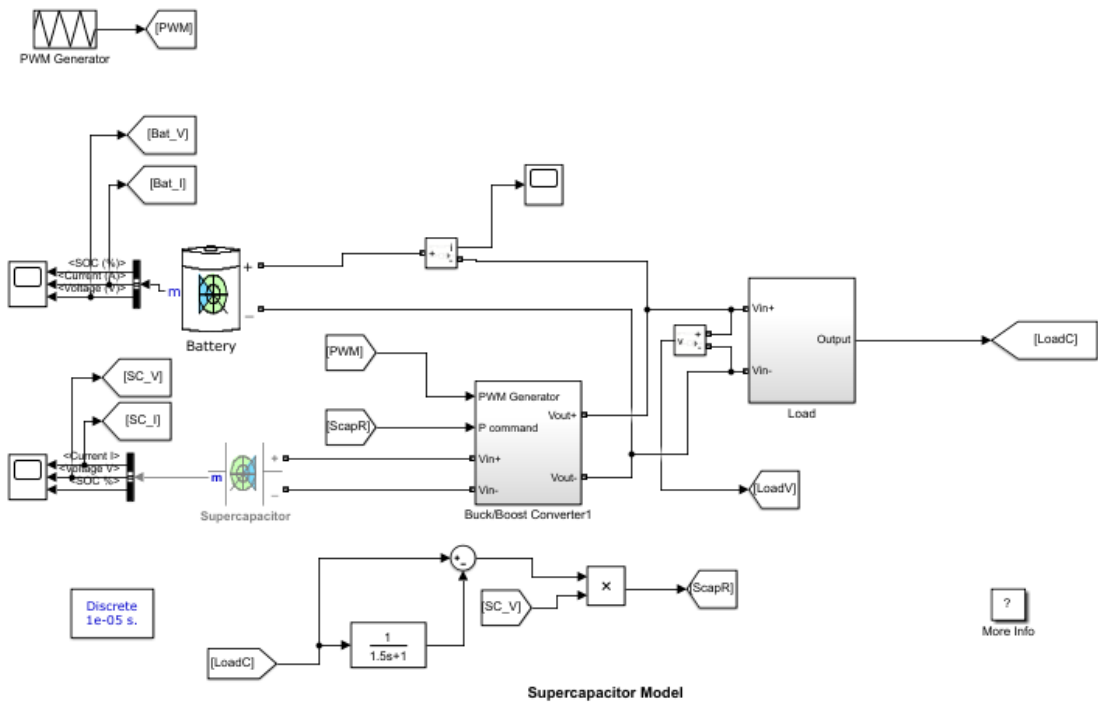 [PWM]
PWM Generator
[Bat_V]
[Bat_I]
<SOC (%)>
<Current (A)>
<Voltage (V)>
m
+
−
Battery
+
-
i
Vin+
Vin-
Output
Load
[LoadC]
v
+
-
[PWM]
[ScapR]
PWM Generator
P command
Vin+
Vin-
Vout+
Vout-
Buck/Boost Converter1
[SC_V]
[SC_I]
<Current I>
<Voltage V>
<SOC %>
m
+
−
Supercapacitor
[LoadV]
+
-
[SC_V]
×
[ScapR]
Discrete
1e-05 s.
[LoadC]
1
1.5s+1
?
More Info
Supercapacitor Model